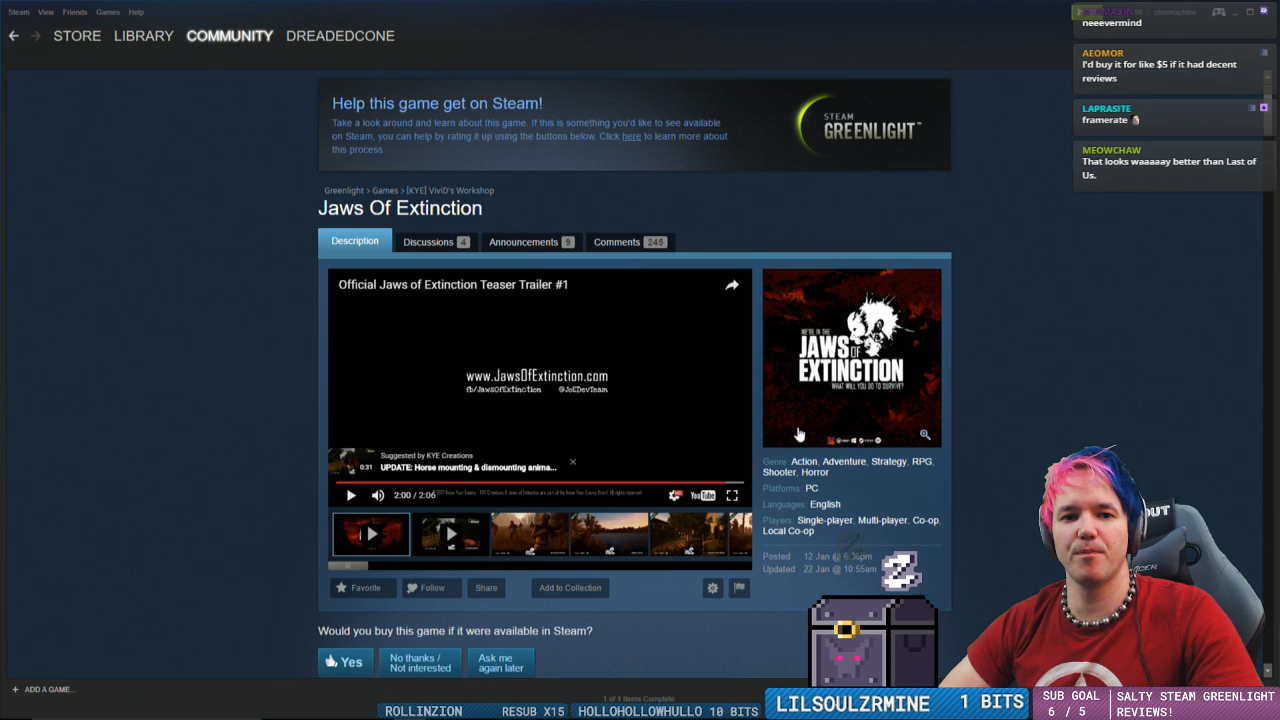 Steam View Friends Games Help
STORE LIBRARY COMMUNITY DREADEDCONE
neeevermind
AEOMOR
I'd buy it for like $5 if it had decent
reviews
LAPRASITE
framerate
MEOWCHAW
That looks waaaaay better than Last of
Us.
Help this game get on Steam!
Take a look around and learn about this game. If this is something you'd like to see available
on Steam, you can help by rating it up using the buttons below. Click here to learn more about
this process.
STEAM
GREENLIGHT™
Greenlight > Games > [KYE] ViviD's Workshop
Jaws Of Extinction
Description Discussions 4 Announcements 9 Comments 245
Official Jaws of Extinction Teaser Trailer #1
www.JawsOfExtinction.com
fb/JawsOfExtinction @JoEDevTeam
Suggested by KYE Creations
0:31 UPDATE: Horse mounting & dismounting anima...
2:00 / 2:06
YouTube
WE'RE IN THE
JAWS OF
EXTINCTION
WHAT WILL YOU DO TO SURVIVE?
Genre: Action, Adventure, Strategy, RPG,
Shooter, Horror
Platforms: PC
Languages: English
Players: Single-player, Multi-player, Co-op,
Local Co-op
Posted 12 Jan @ 6:36pm
Updated 22 Jan @ 10:55am
Favorite Follow Share Add to Collection
Would you buy this game if it were available in Steam?
Yes
No thanks /
Not interested
Ask me
again later
+ ADD A GAME...
1 of 1 Items Complete
ROLLINZION RESUB X15 HOLLOHOLLOWHULLO 10 BITS
LILSOULZRMINE 1 BITS
SUB GOAL
6 / 5
SALTY STEAM GREENLIGHT
REVIEWS!